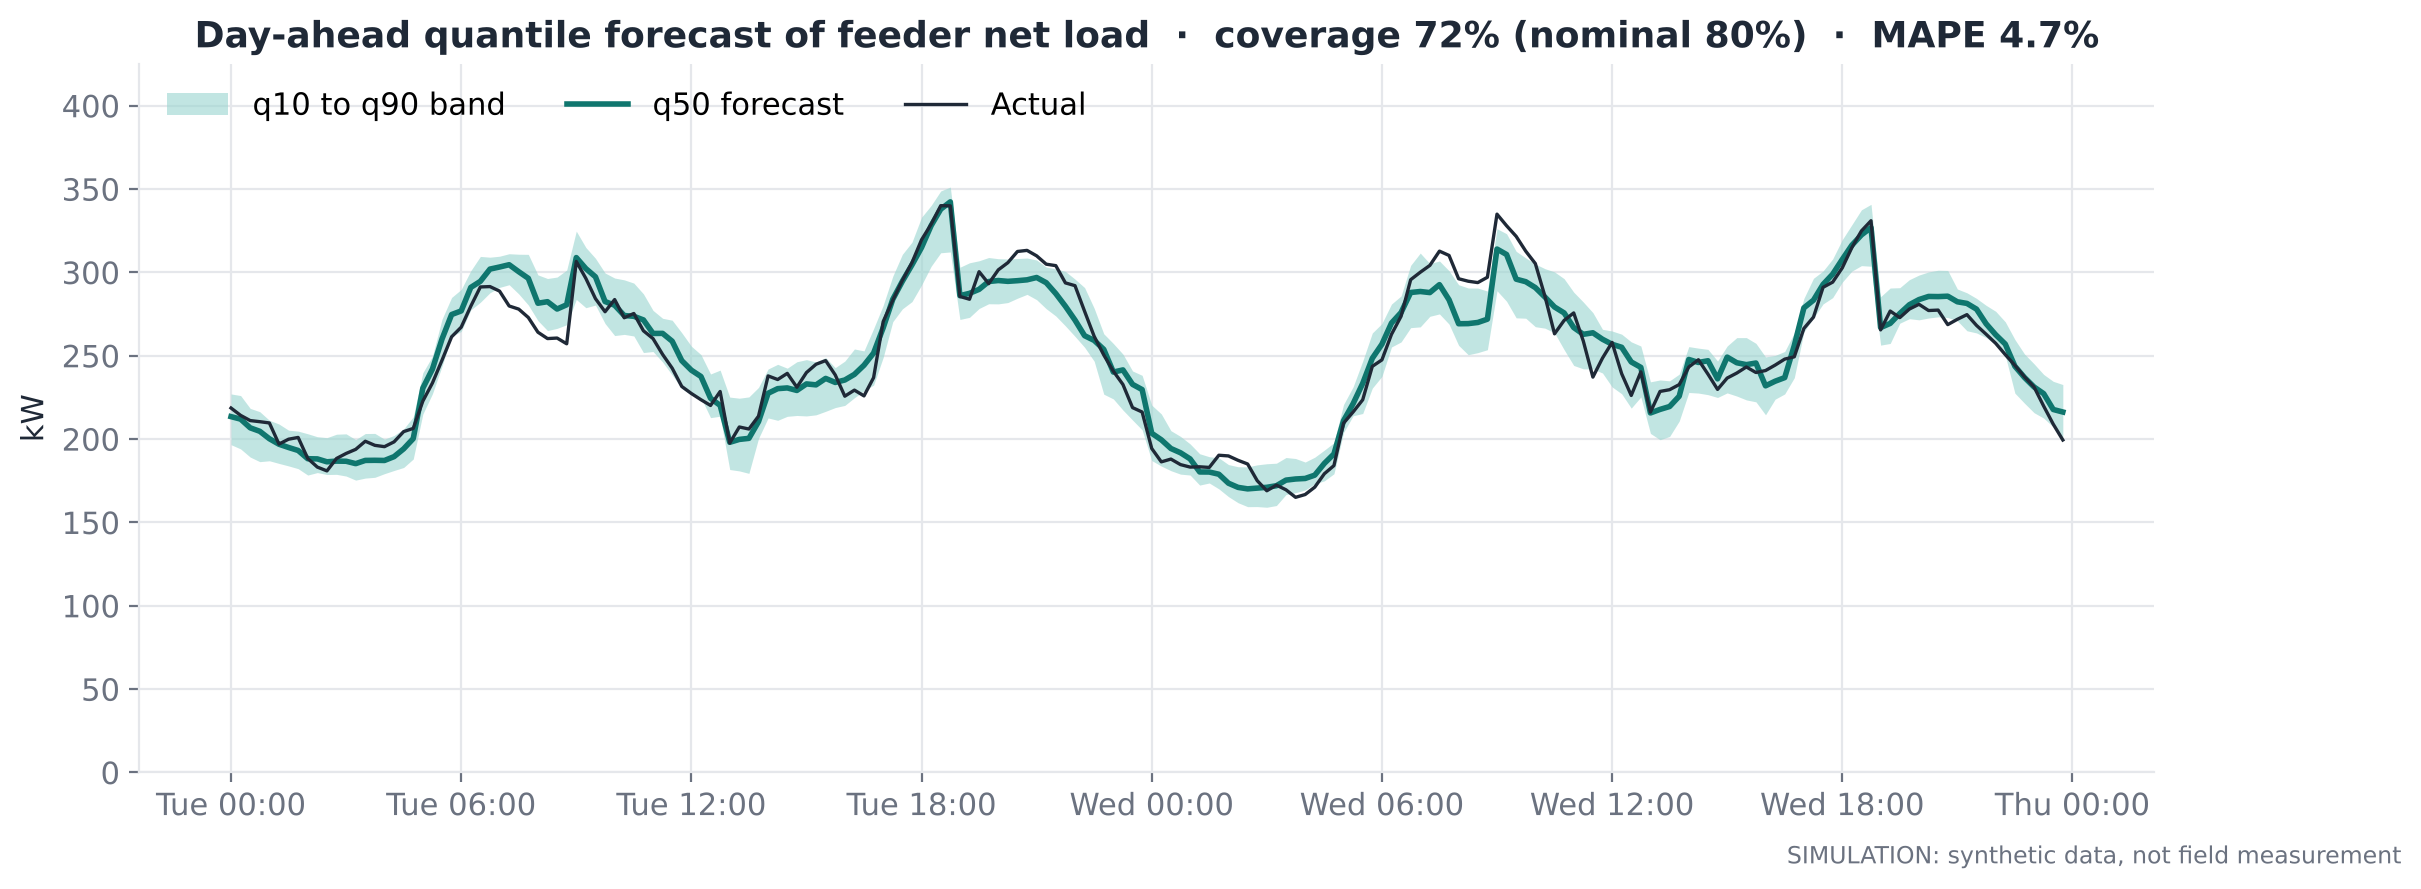 Day-ahead quantile forecast of feeder net load · coverage 72% (nominal 80%) · MAPE 4.7%
q10 to q90 band q50 forecast Actual
400
350
300
250
200
150
100
50
0
kW
Tue 00:00 Tue 06:00 Tue 12:00 Tue 18:00 Wed 00:00 Wed 06:00 Wed 12:00 Wed 18:00 Thu 00:00
SIMULATION: synthetic data, not field measurement